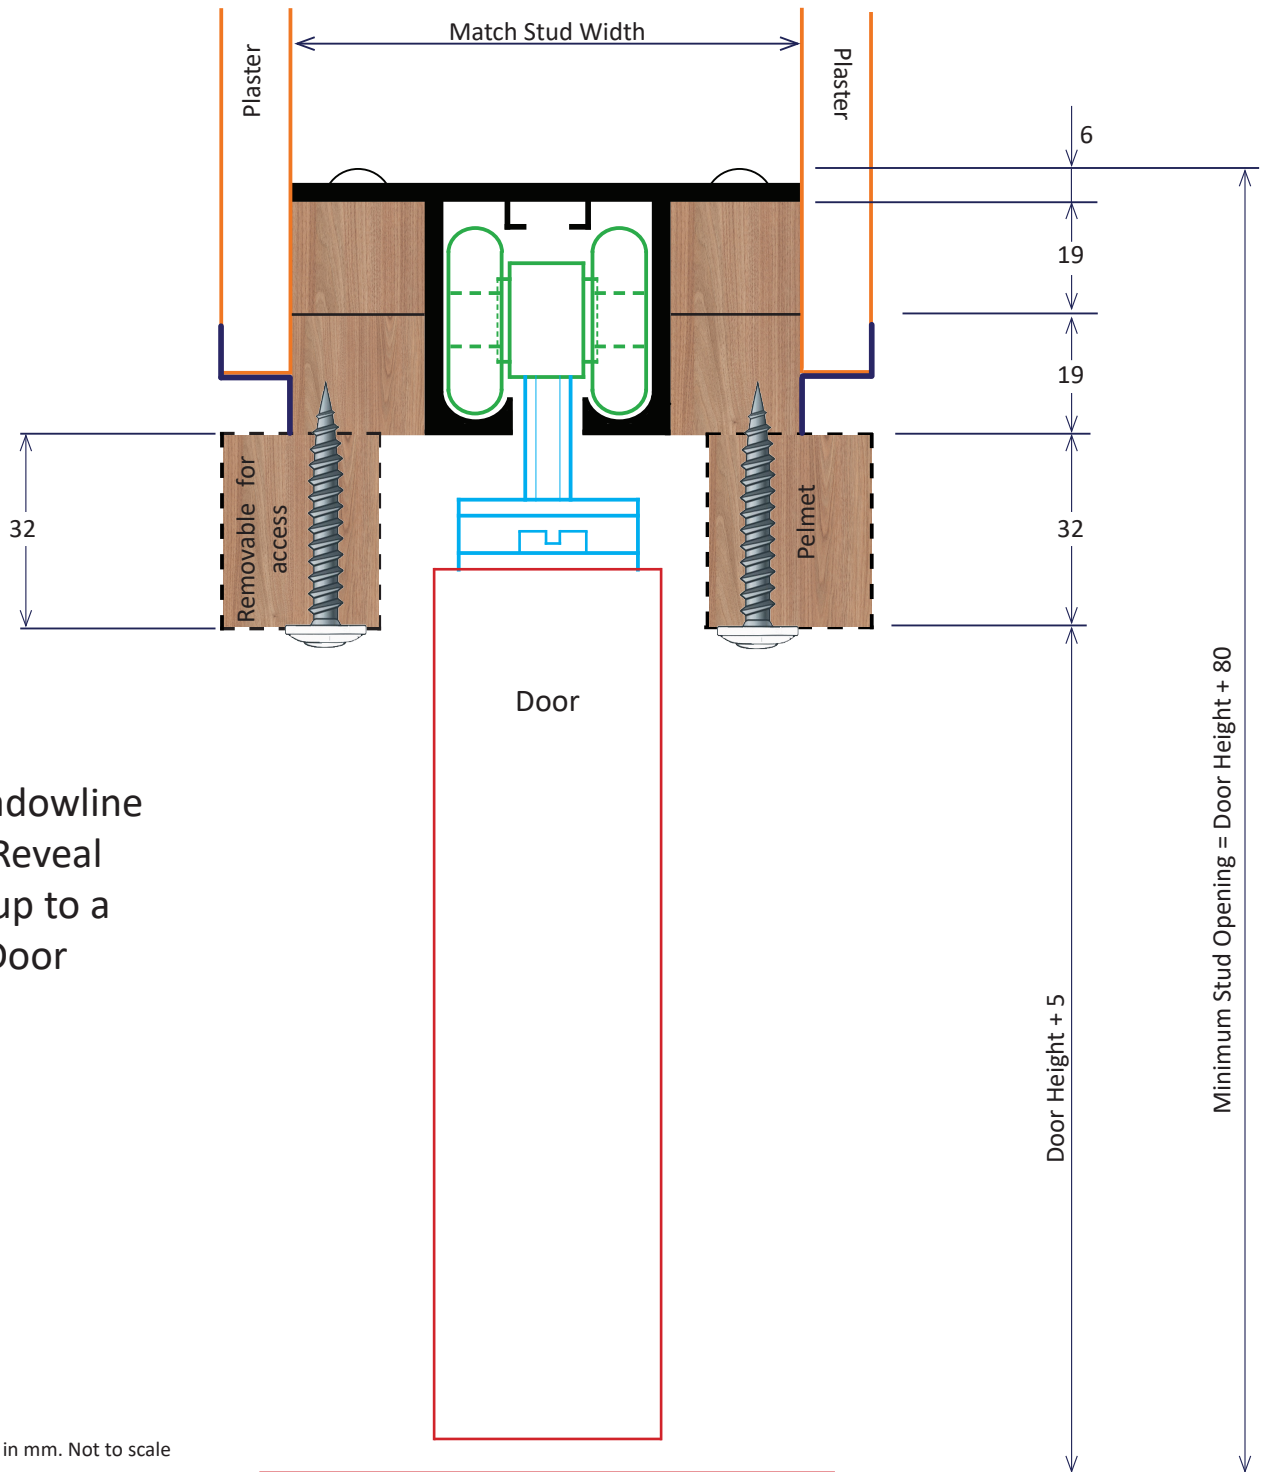 Match Stud Width
Plaster
Plaster
6
19
19
32
32
Removable for
access
Pelmet
Door
Reveal
up to a
Door
Door Height + 5
Minimum Stud Opening = Door Height + 80
in mm. Not to scale